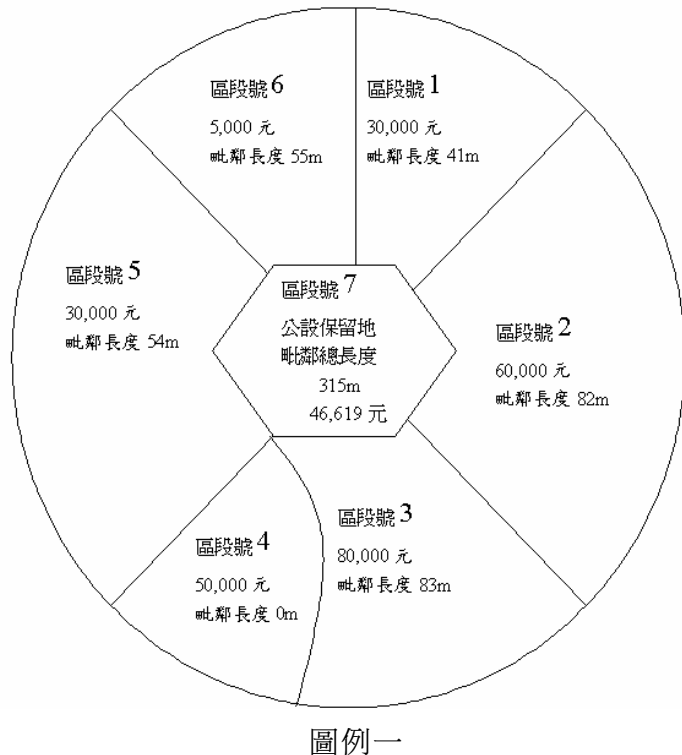 區段號6
5,000 元
毗鄰長度 55m
區段號1
30,000 元
毗鄰長度 41m
區段號5
30,000 元
毗鄰長度 54m
區段號7
公設保留地
毗鄰總長度
315m
46,619 元
區段號2
60,000 元
毗鄰長度 82m
區段號4
50,000 元
毗鄰長度 0m
區段號3
80,000 元
毗鄰長度 83m
圖例一